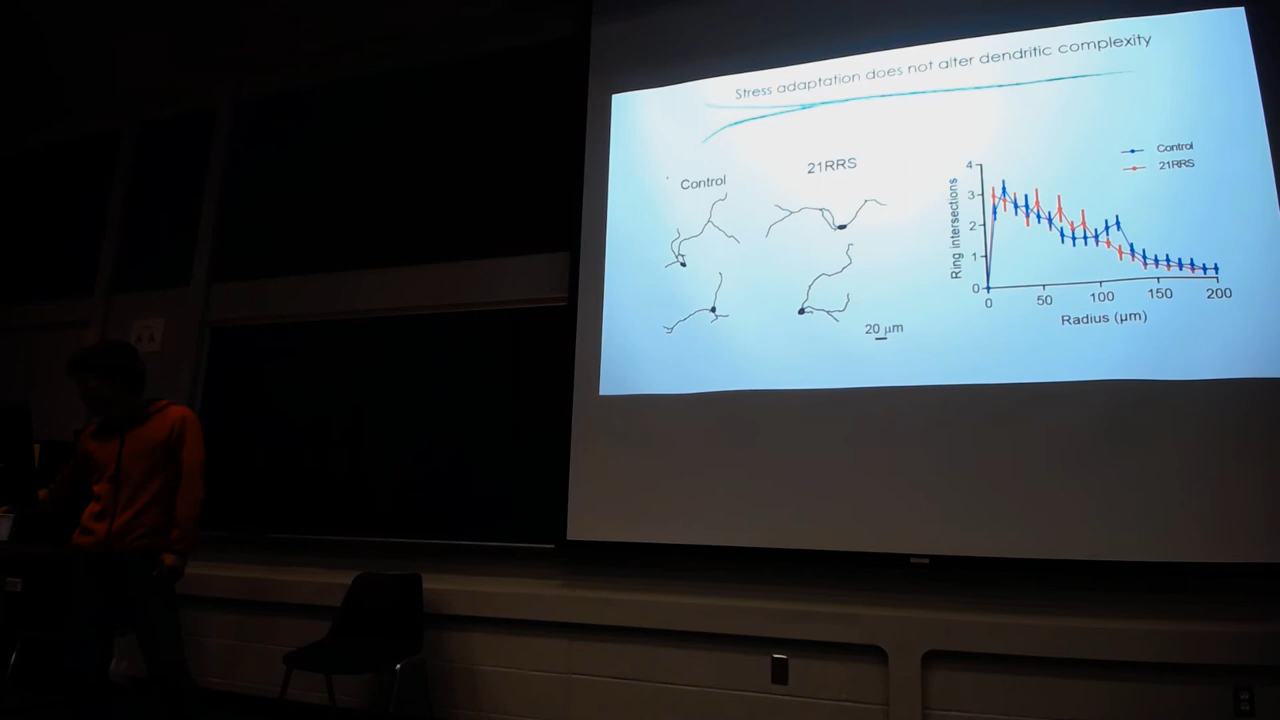 Stress adaptation does not alter dendritic complexity
Control
21RRS
20 μm
Control
21RRS
Ring intersections
4
3
2
1
0
0
50
100
150
200
Radius (μm)